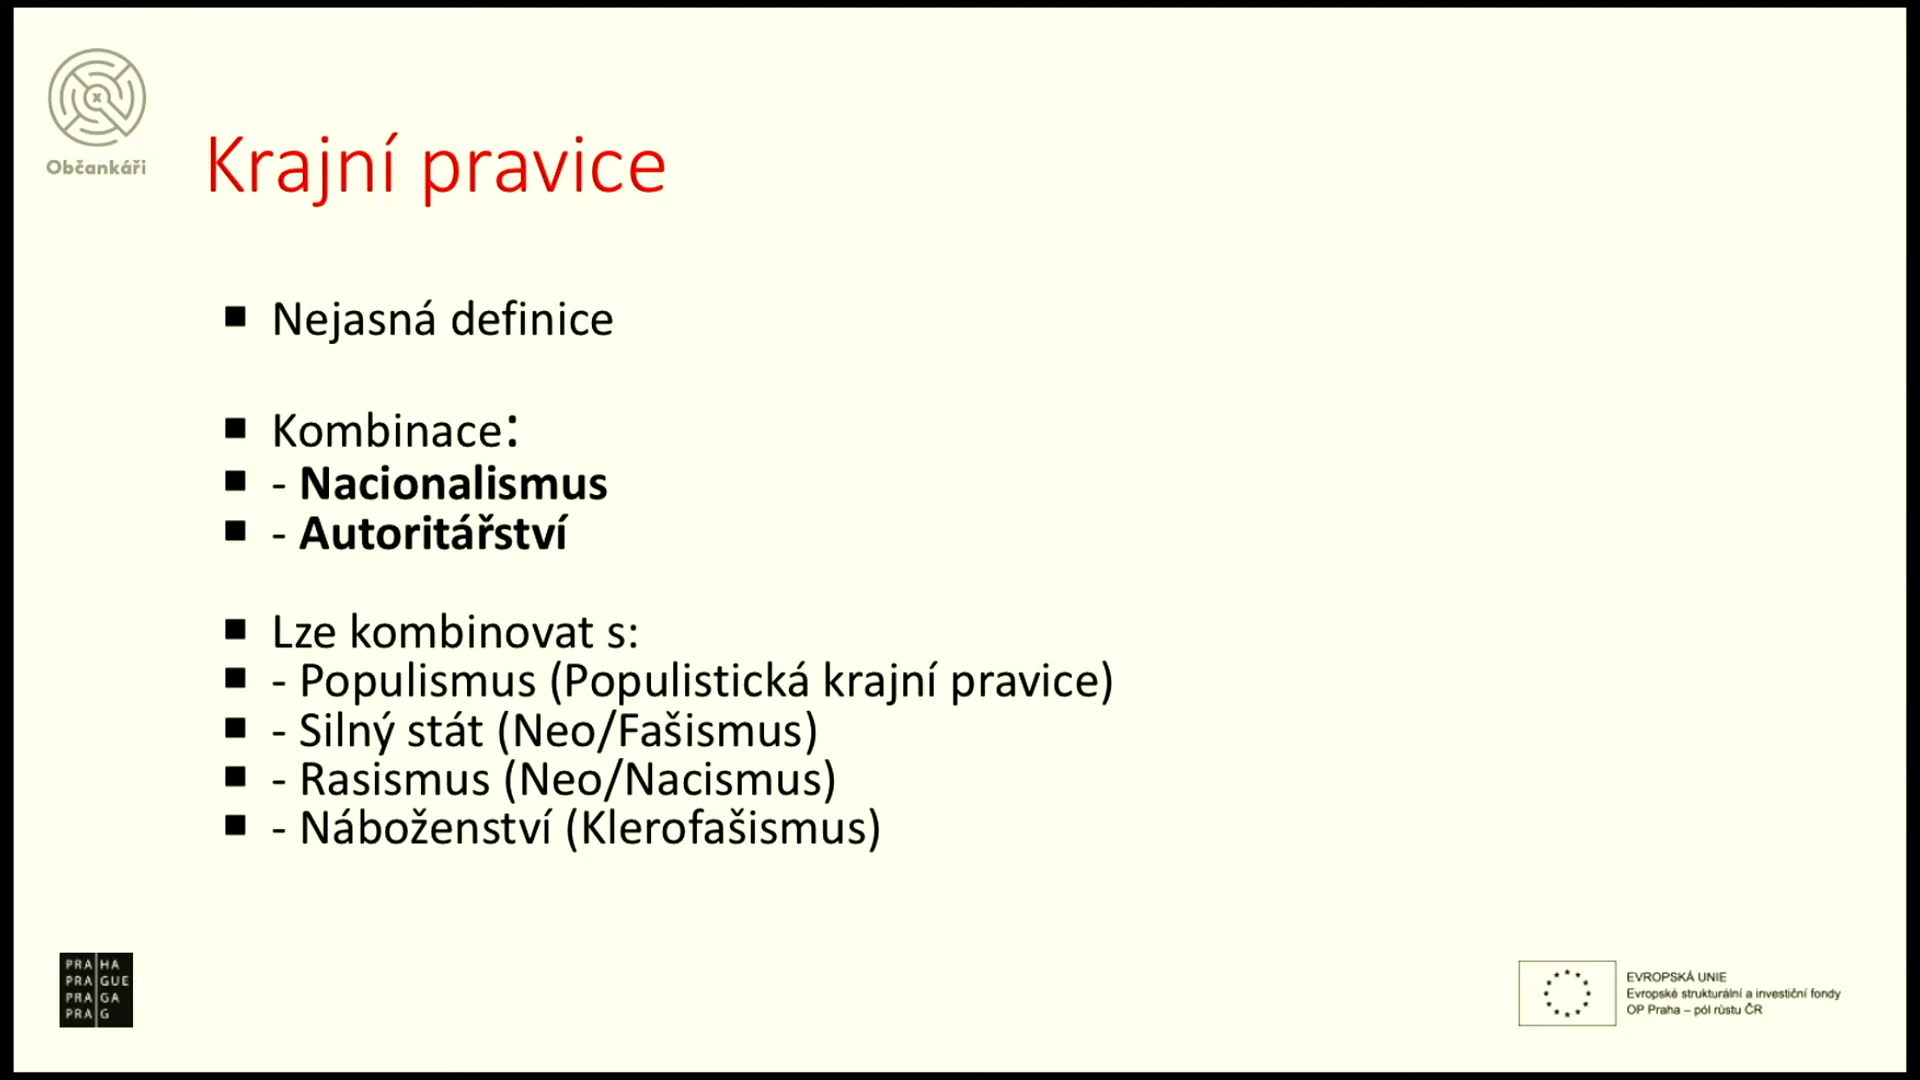 Občankáři
Krajní pravice
■ Nejasná definice
■ Kombinace:
■ - Nacionalismus
■ - Autoritářství
■ Lze kombinovat s:
■ - Populismus (Populistická krajní pravice)
■ - Silný stát (Neo/Fašismus)
■ - Rasismus (Neo/Nacismus)
■ - Náboženství (Klerofašismus)
PRA|HA
PRA|GUE
PRA|GA
PRA|G
EVROPSKÁ UNIE
Evropské strukturální a investiční fondy
OP Praha – pól růstu ČR